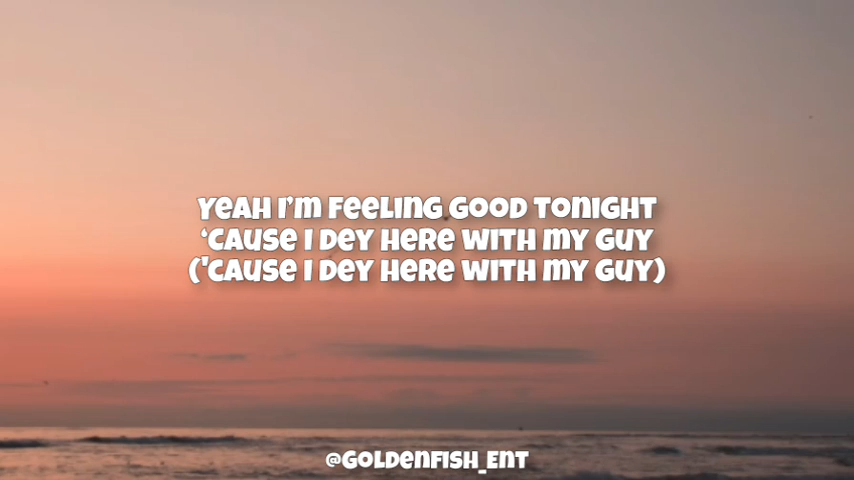 Yeah I'm feeling good tonight
'Cause I dey here with my guy
('Cause I dey here with my guy)
@GOLDENFISH_ENT